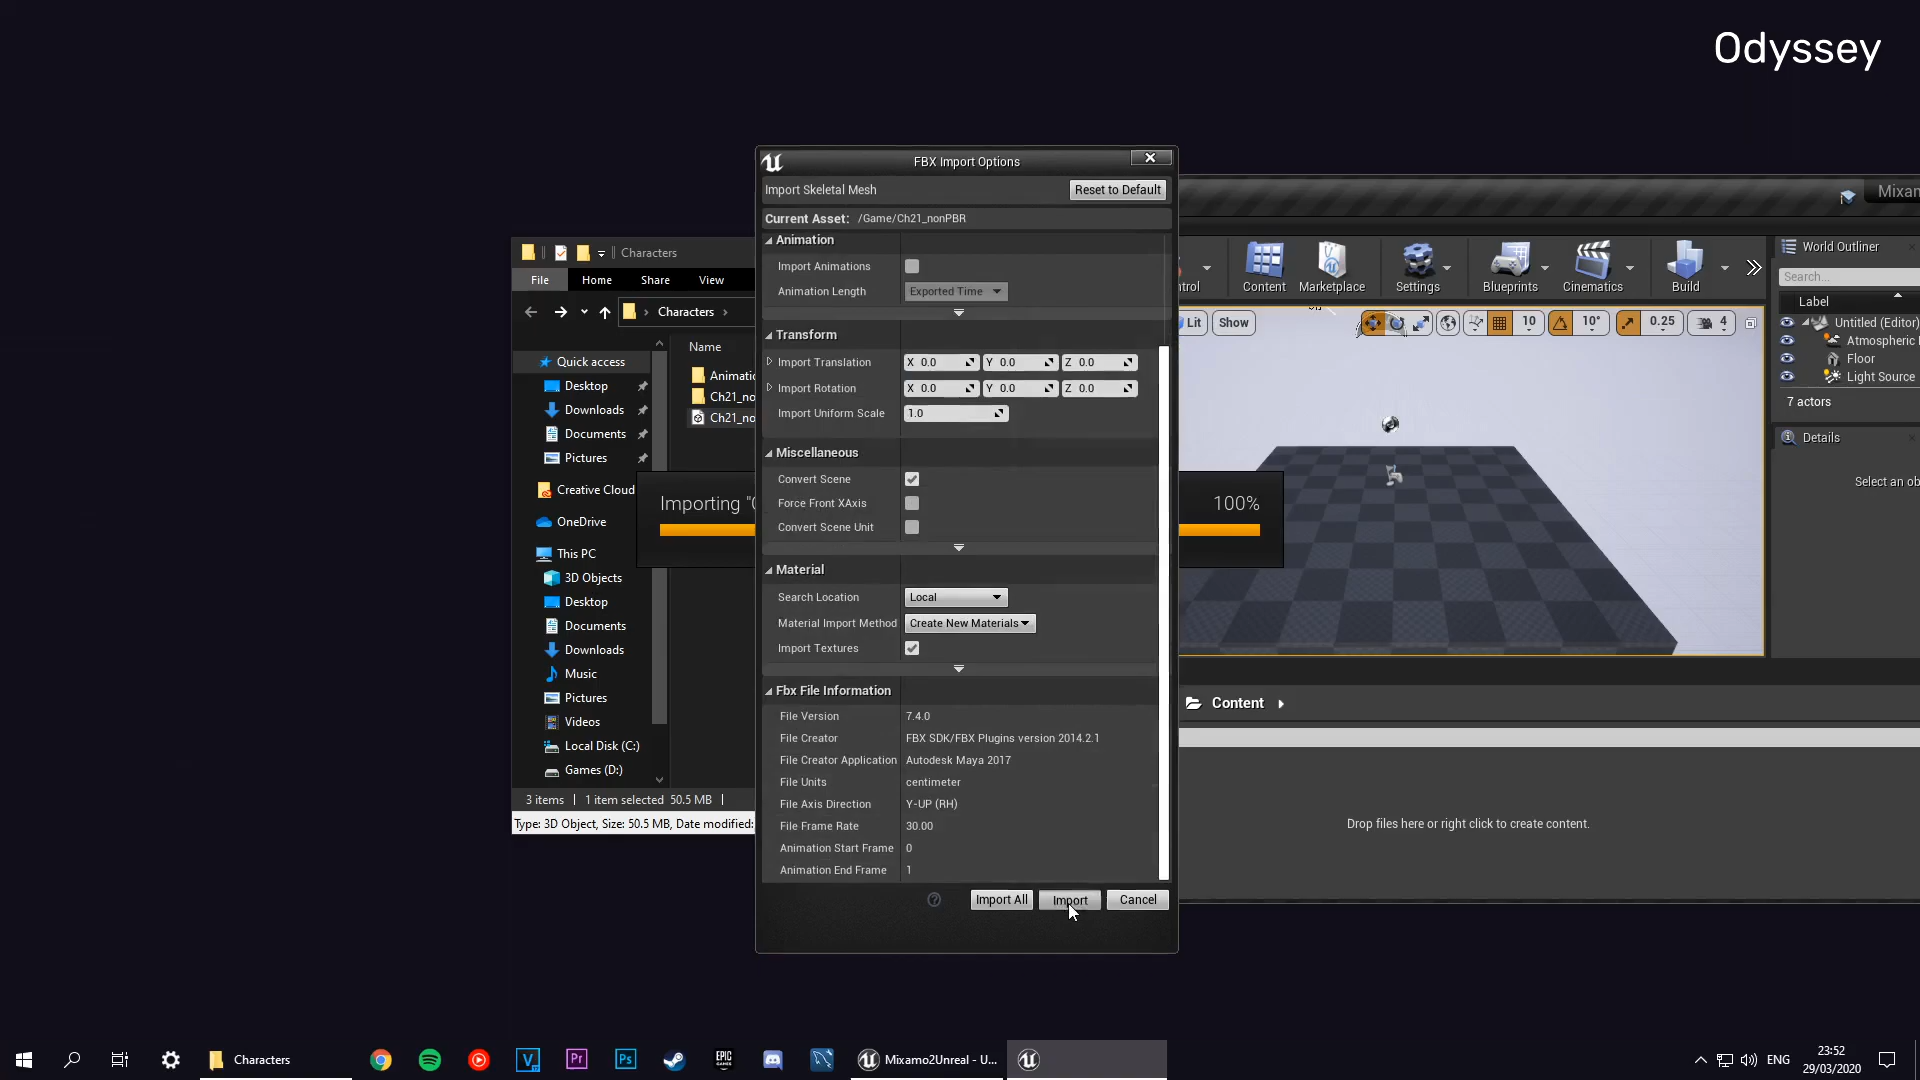 Odyssey
FBX Import Options
Import Skeletal Mesh
Reset to Default
Current Asset: /Game/Ch21_nonPBR
Animation
Import Animations
Animation Length
Exported Time
Transform
Import Translation
X 0.0
Y 0.0
Z 0.0
Import Rotation
X 0.0
Y 0.0
Z 0.0
Import Uniform Scale
1.0
Miscellaneous
Convert Scene
Force Front XAxis
Convert Scene Unit
Material
Search Location
Local
Material Import Method
Create New Materials
Import Textures
Fbx File Information
File Version 7.4.0
File Creator FBX SDK/FBX Plugins version 2014.2.1
File Creator Application Autodesk Maya 2017
File Units centimeter
File Axis Direction Y-UP (RH)
File Frame Rate 30.00
Animation Start Frame 0
Animation End Frame 1
Import All
Import
Cancel
Characters
File Home Share View
Characters
Name
Quick access
Desktop
Downloads
Documents
Pictures
Creative Cloud
OneDrive
This PC
3D Objects
Desktop
Documents
Downloads
Music
Pictures
Videos
Local Disk (C:)
Games (D:)
Animatic
Ch21_no
Ch21_no
3 items 1 item selected 50.5 MB
Type: 3D Object, Size: 50.5 MB, Date modified:
Importing "
100%
Mixam
Content
Marketplace
Settings
Blueprints
Cinematics
Build
Lit
Show
10
10°
0.25
4
World Outliner
Search...
Label
Untitled (Editor)
Atmospheric
Floor
Light Source
7 actors
Details
Select an ob
Content
Drop files here or right click to create content.
Characters
Mixamo2Unreal - U...
ENG
23:52
29/03/2020